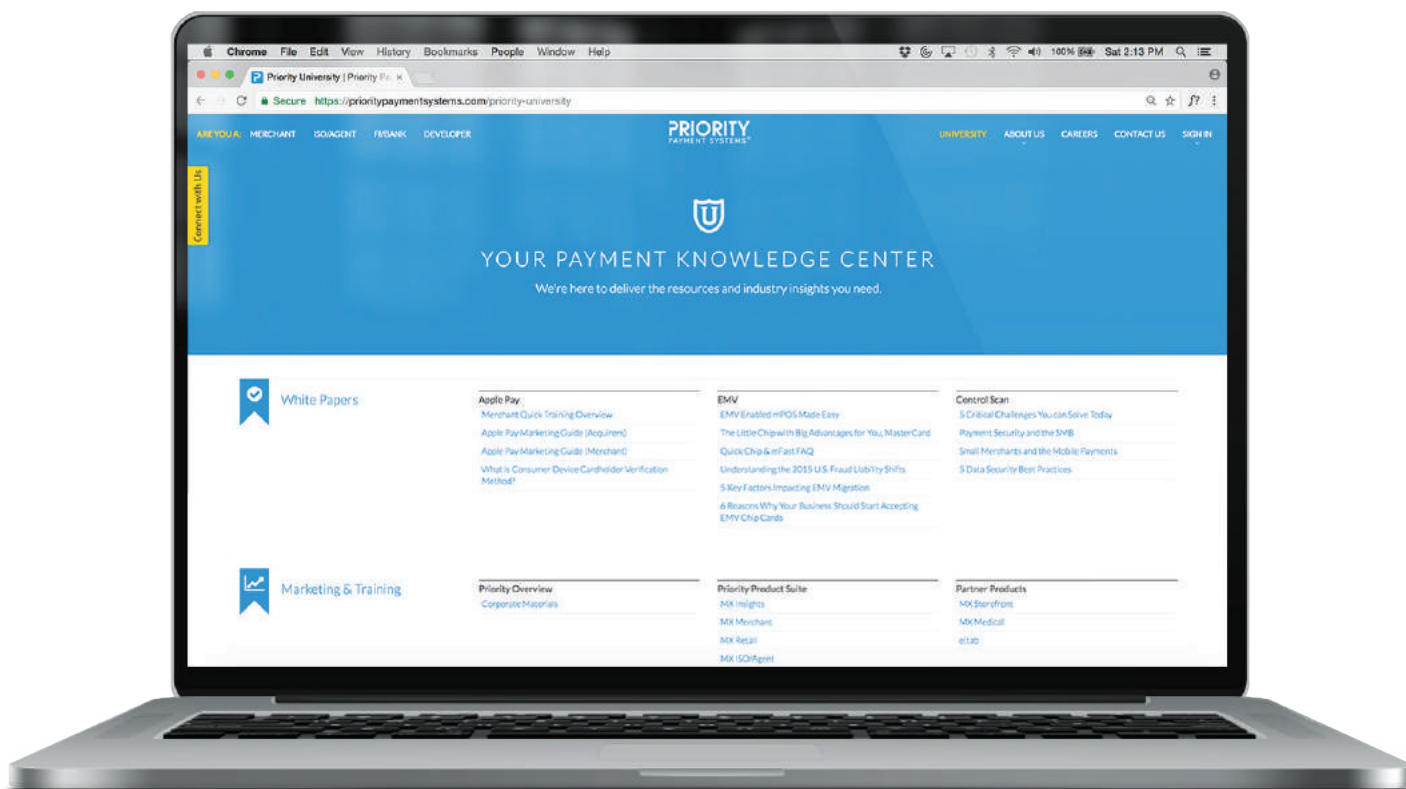 Chrome File Edit View History Bookmarks People Window Help 100% Sat 2:13 PM
Priority University | Priority Pa
Secure https://prioritypaymentsystems.com/priority-university
ARE YOU A: MERCHANT ISO/AGENT FI/BANK DEVELOPER PRIORITY UNIVERSITY ABOUT US CAREERS CONTACT US SIGN IN
PAYMENT SYSTEMS
Connect with Us
U
YOUR PAYMENT KNOWLEDGE CENTER
We're here to deliver the resources and industry insights you need.
White Papers
Apple Pay
Merchant Quick Training Overview
Apple Pay Marketing Guide (Acquirers)
Apple Pay Marketing Guide (Merchant)
What is Consumer Device Cardholder Verification
Method?
EMV
EMV Enabled mPOS Made Easy
The Little Chip with Big Advantages for You, MasterCard
Quick Chip & mFast FAQ
Understanding the 2015 U.S. Fraud Liability Shifts
5 Key Factors Impacting EMV Migration
6 Reasons Why Your Business Should Start Accepting
EMV Chip Cards
Control Scan
5 Critical Challenges You can Solve Today
Payment Security and the SMB
Small Merchants and the Mobile Payments
5 Data Security Best Practices
Marketing & Training
Priority Overview
Corporate Materials
Priority Product Suite
MX Insights
MX Merchant
MX Retail
MX ISO/Agent
Partner Products
MX Storefront
MX Medical
eTab